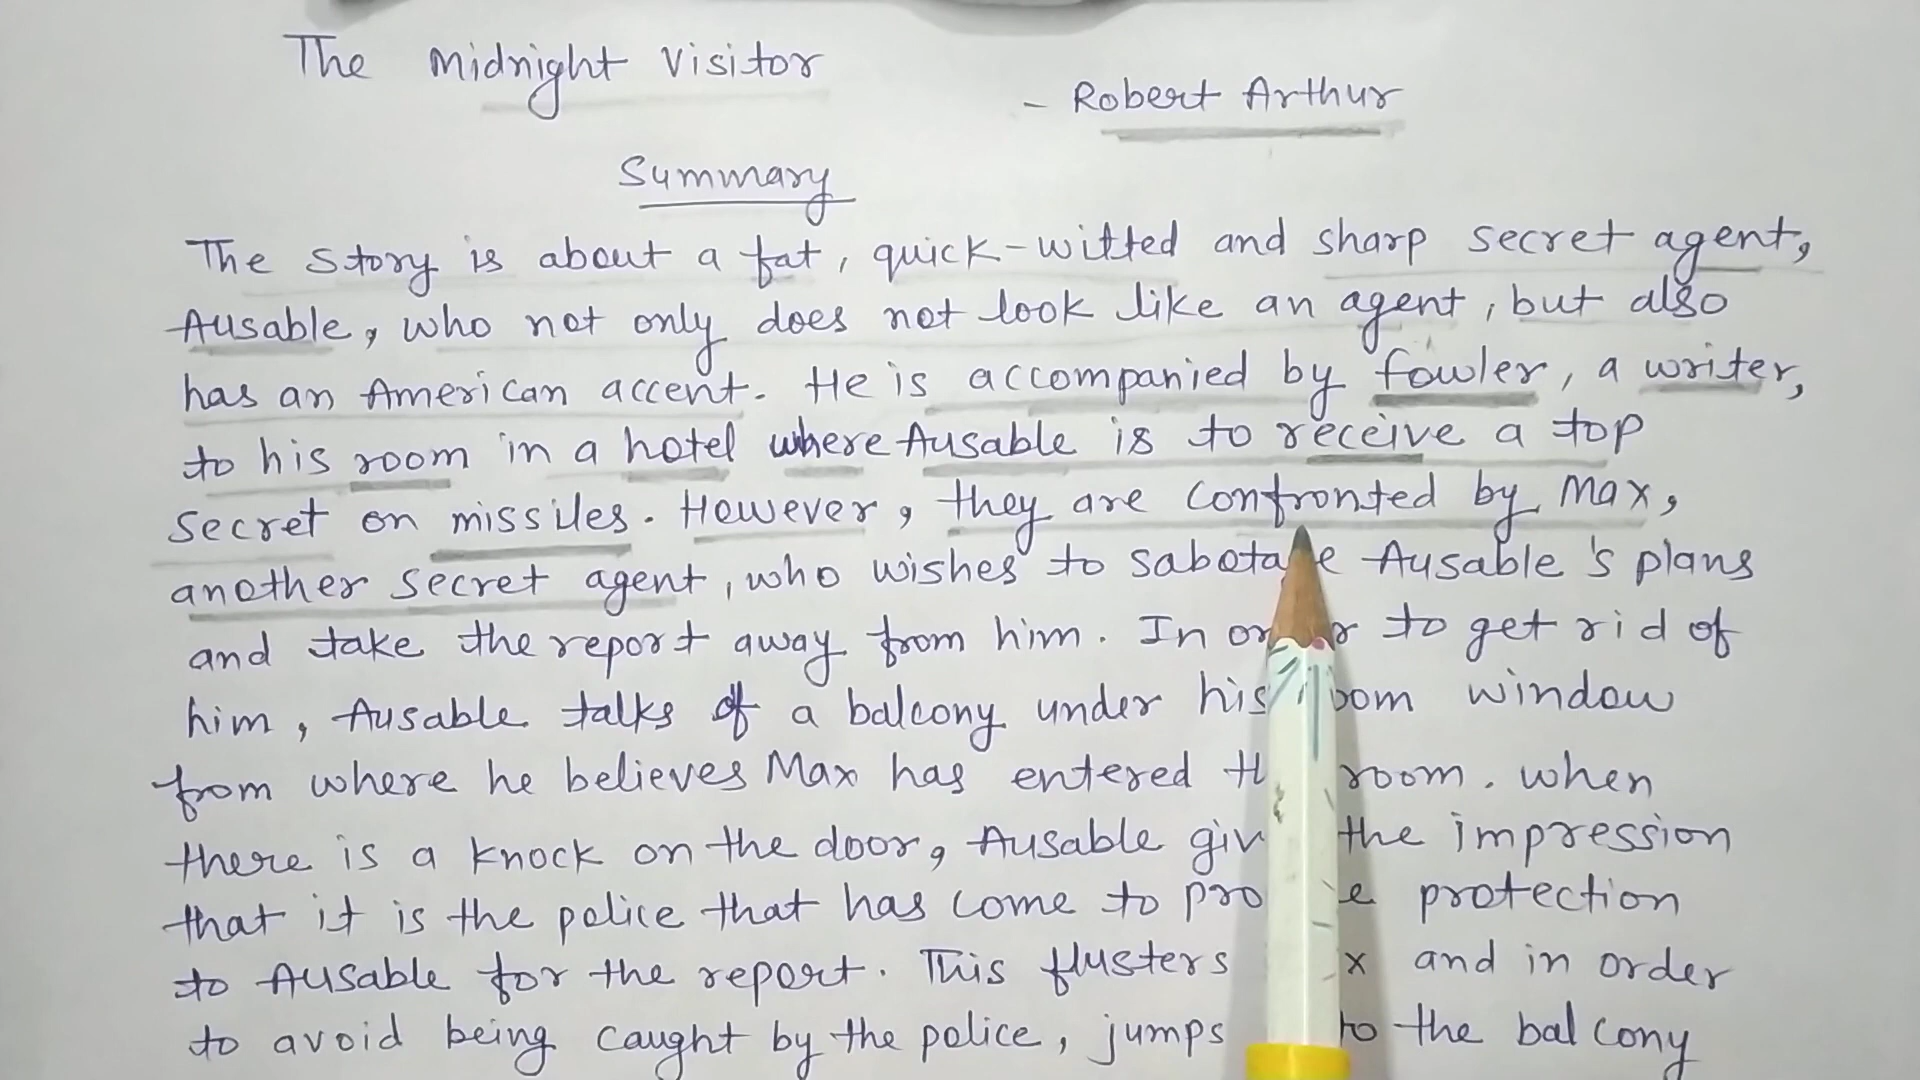 The Midnight Visitor
- Robert Arthur
Summary
The story is about a fat, quick-witted and sharp secret agent,
Ausable, who not only does not look like an agent, but also
has an American accent. He is accompanied by fowler, a writer,
to his room in a hotel where Ausable is to receive a top
secret on missiles. However, they are confronted by Max,
another secret agent, who wishes to Ausable's plans
and take the report away from him. In to get rid of
him, Ausable talks of a balcony under his window
from where he believes Max has entered room. when
there is a knock on the door, Ausable the impression
that it is the police that has come to protection
to Ausable for the report. This flusters and in order
to avoid being caught by the police, jumps the balcony